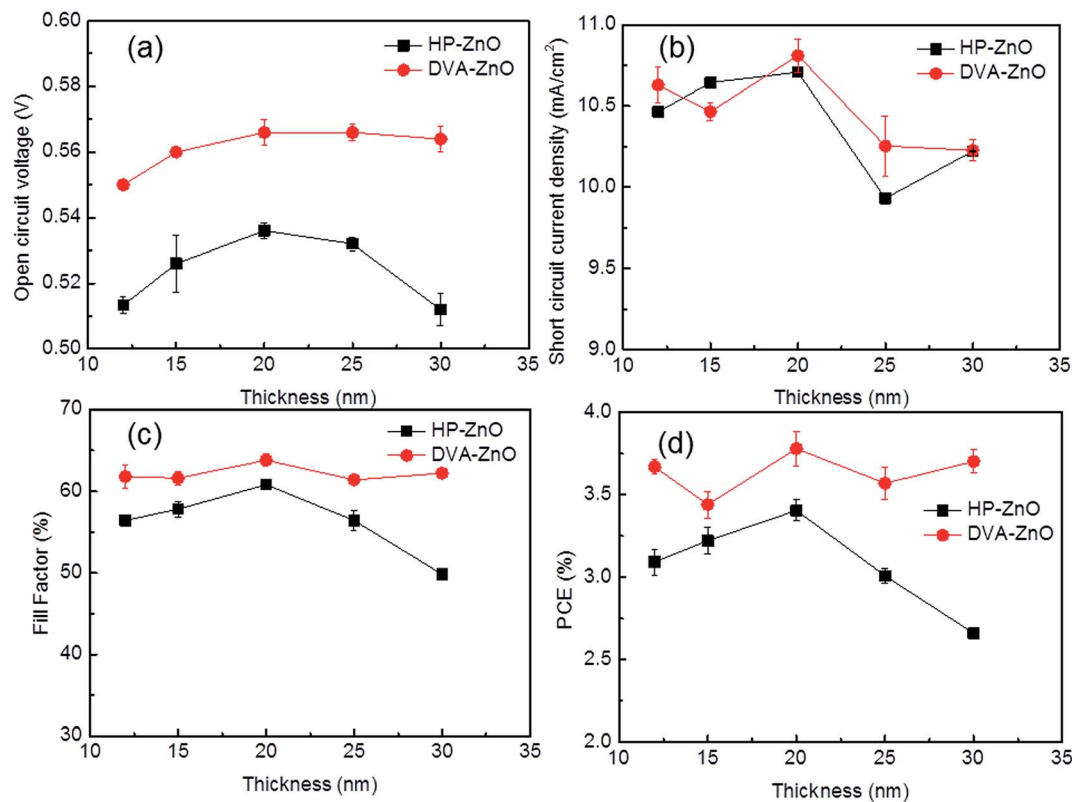 (a)
HP-ZnO
DVA-ZnO
Open circuit voltage (V)
0.60
0.58
0.56
0.54
0.52
0.50
10 15 20 25 30 35
Thickness (nm)
(b)
HP-ZnO
DVA-ZnO
Short circuit current density (mA/cm²)
11.0
10.5
10.0
9.5
9.0
10 15 20 25 30 35
Thickness (nm)
(c)
HP-ZnO
DVA-ZnO
Fill Factor (%)
70
60
50
40
30
10 15 20 25 30 35
Thickness (nm)
(d)
HP-ZnO
DVA-ZnO
PCE (%)
4.0
3.5
3.0
2.5
2.0
10 15 20 25 30 35
Thickness (nm)